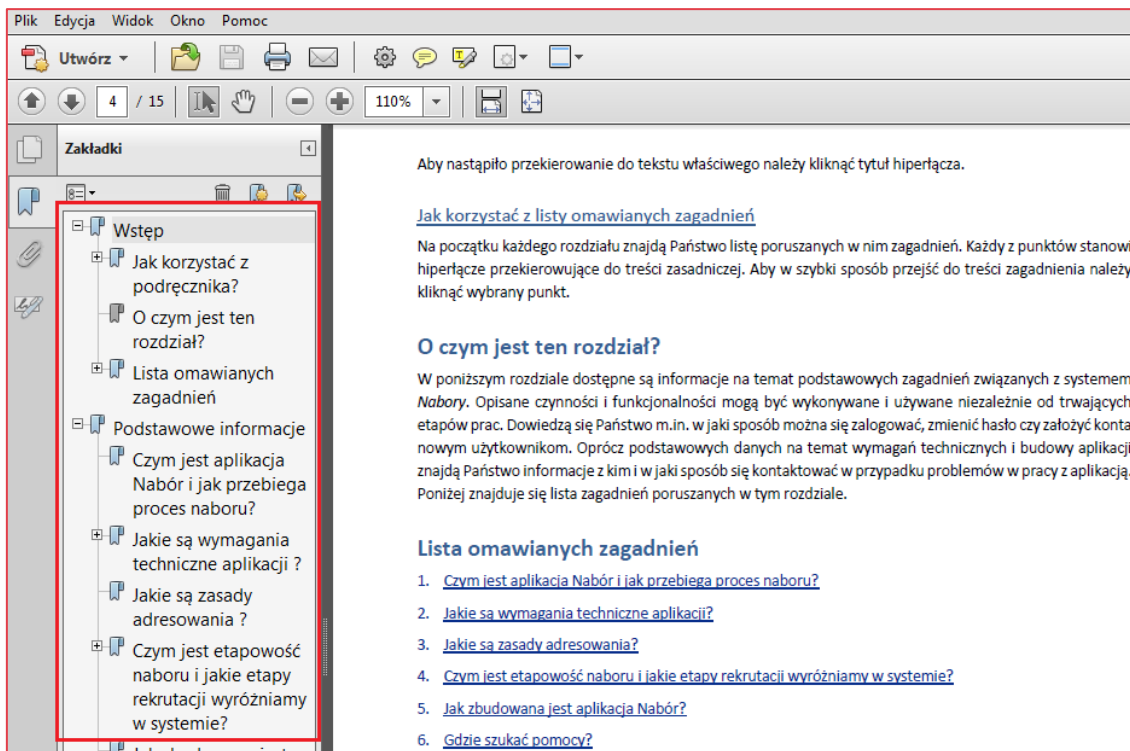 Plik Edycja Widok Okno Pomoc
Utwórz
4 / 15 110%
Zakładki
Wstęp
Jak korzystać z
podręcznika?
O czym jest ten
rozdział?
Lista omawianych
zagadnień
Podstawowe informacje
Czym jest aplikacja
Nabór i jak przebiega
proces naboru?
Jakie są wymagania
techniczne aplikacji ?
Jakie są zasady
adresowania ?
Czym jest etapowość
naboru i jakie etapy
rekrutacji wyróżniamy
w systemie?
Aby nastąpiło przekierowanie do tekstu właściwego należy kliknąć tytuł hiperłącza.
Jak korzystać z listy omawianych zagadnień
Na początku każdego rozdziału znajdą Państwo listę poruszanych w nim zagadnień. Każdy z punktów stanowi
hiperłącze przekierowujące do treści zasadniczej. Aby w szybki sposób przejść do treści zagadnienia należy
kliknąć wybrany punkt.
O czym jest ten rozdział?
W poniższym rozdziale dostępne są informacje na temat podstawowych zagadnień związanych z systemem
Nabory. Opisane czynności i funkcjonalności mogą być wykonywane i używane niezależnie od trwających
etapów prac. Dowiedzą się Państwo m.in. w jaki sposób można się zalogować, zmienić hasło czy założyć konta
nowym użytkownikom. Oprócz podstawowych danych na temat wymagań technicznych i budowy aplikacji
znajdą Państwo informacje z kim i w jaki sposób się kontaktować w przypadku problemów w pracy z aplikacją.
Poniżej znajduje się lista zagadnień poruszanych w tym rozdziale.
Lista omawianych zagadnień
1. Czym jest aplikacja Nabór i jak przebiega proces naboru?
2. Jakie są wymagania techniczne aplikacji?
3. Jakie są zasady adresowania?
4. Czym jest etapowość naboru i jakie etapy rekrutacji wyróżniamy w systemie?
5. Jak zbudowana jest aplikacja Nabór?
6. Gdzie szukać pomocy?